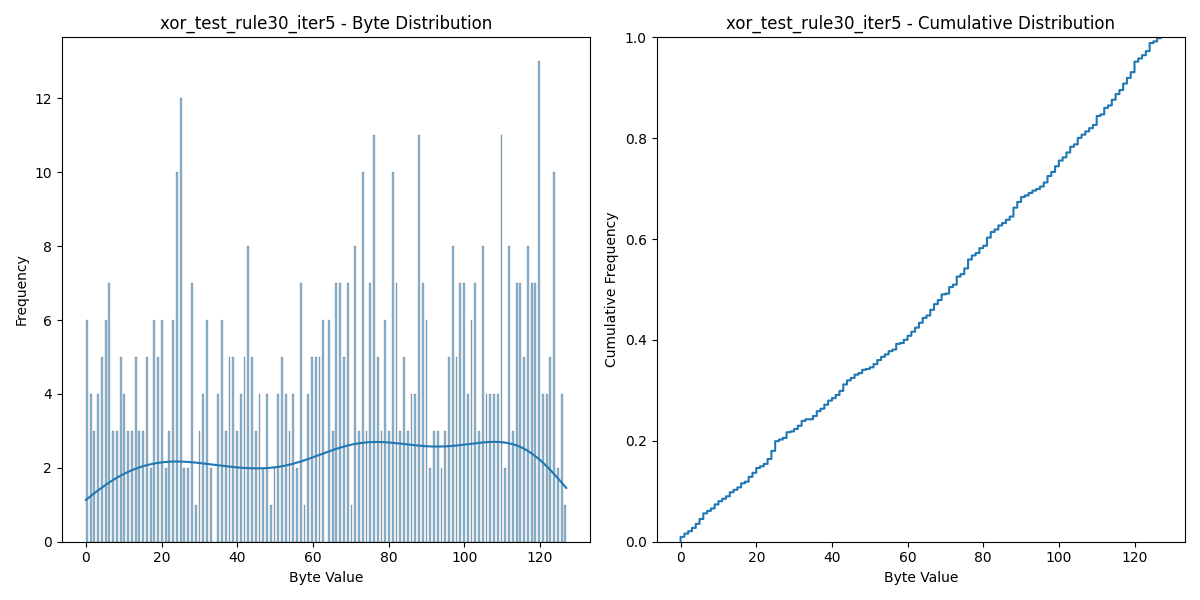 xor_test_rule30_iter5 - Byte Distribution
12
10
8
6
4
2
0
Frequency
0 20 40 60 80 100 120
Byte Value
xor_test_rule30_iter5 - Cumulative Distribution
1.0
0.8
0.6
0.4
0.2
0.0
Cumulative Frequency
0 20 40 60 80 100 120
Byte Value